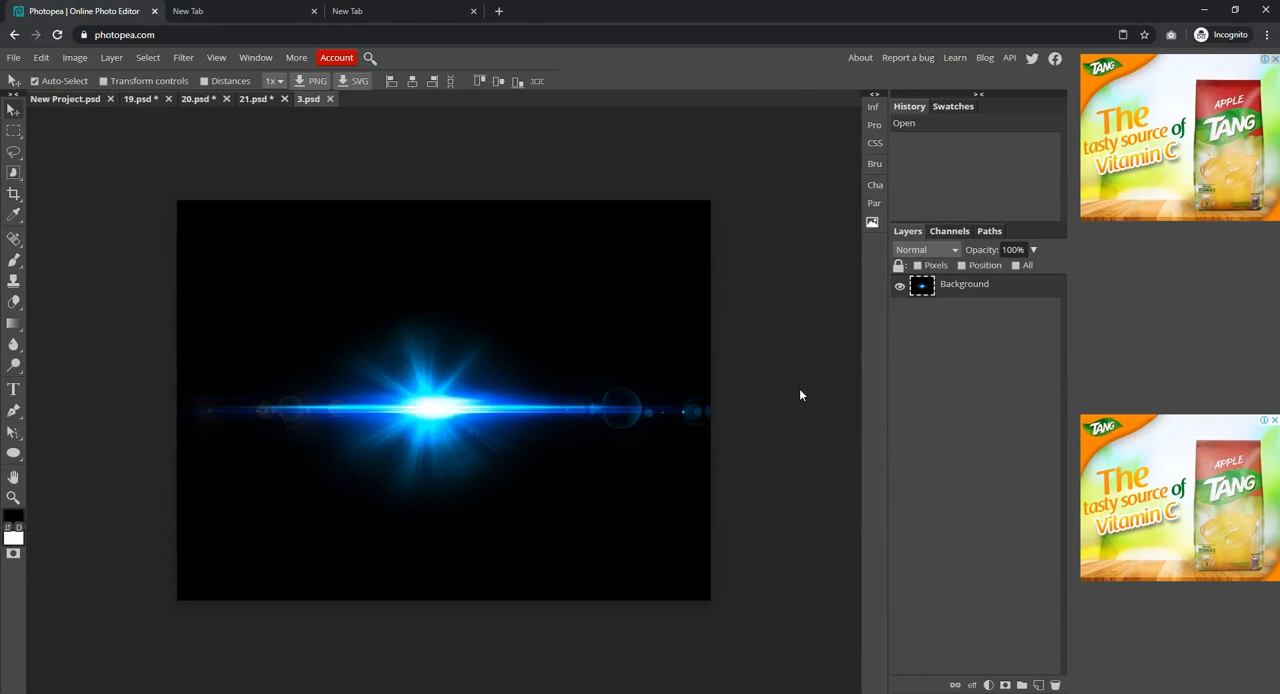 Photopea | Online Photo Editor
New Tab
New Tab
photopea.com
Incognito
File Edit Image Layer Select Filter View Window More Account
About Report a bug Learn Blog API
Auto-Select Transform controls Distances 1x PNG SVG
New Project.psd 19.psd * 20.psd * 21.psd * 3.psd
Inf
Pro
CSS
Bru
Cha
Par
History Swatches
Open
Layers Channels Paths
Normal Opacity: 100%
Pixels Position All
Background
eff
T
D
TANG
The
tasty source of
Vitamin C
APPLE
TANG
TANG
The
tasty source of
Vitamin C
APPLE
TANG